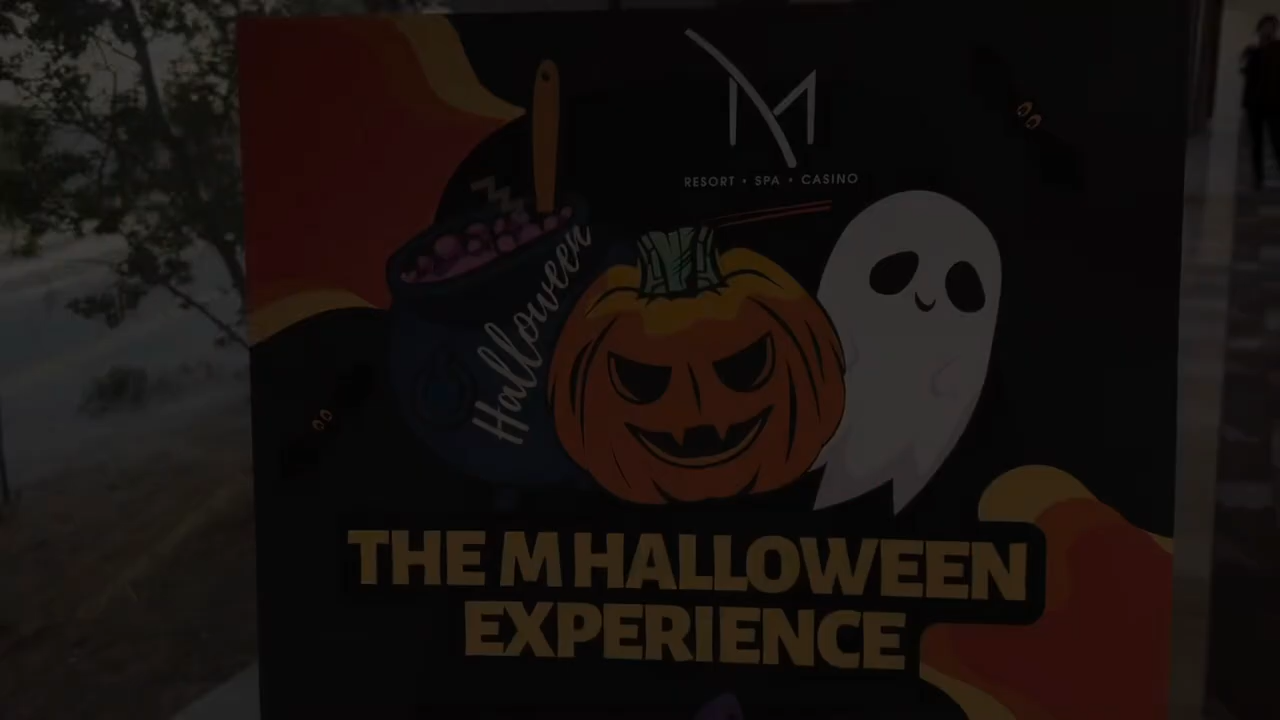 M
RESORT • SPA • CASINO
Halloween
THE M HALLOWEEN
EXPERIENCE